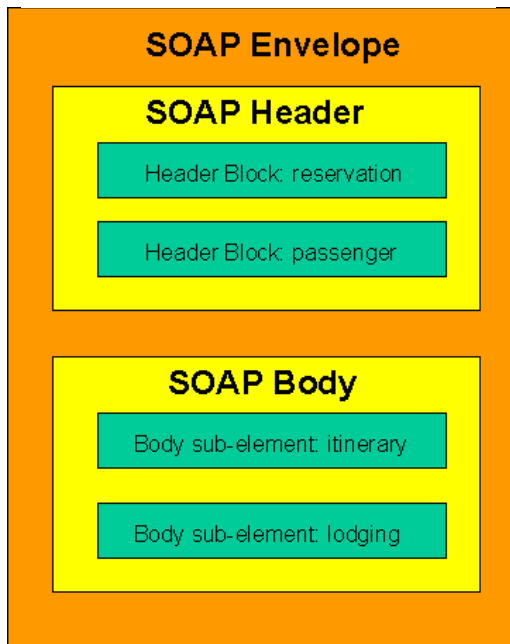 SOAP Envelope
SOAP Header
Header Block: reservation
Header Block: passenger
SOAP Body
Body sub-element: itinerary
Body sub-element: lodging